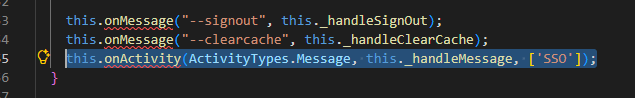 this.onMessage("--signout", this._handleSignOut);
this.onMessage("--clearcache", this._handleClearCache);
this.onActivity(ActivityTypes.Message, this._handleMessage, ['SSO']);
}